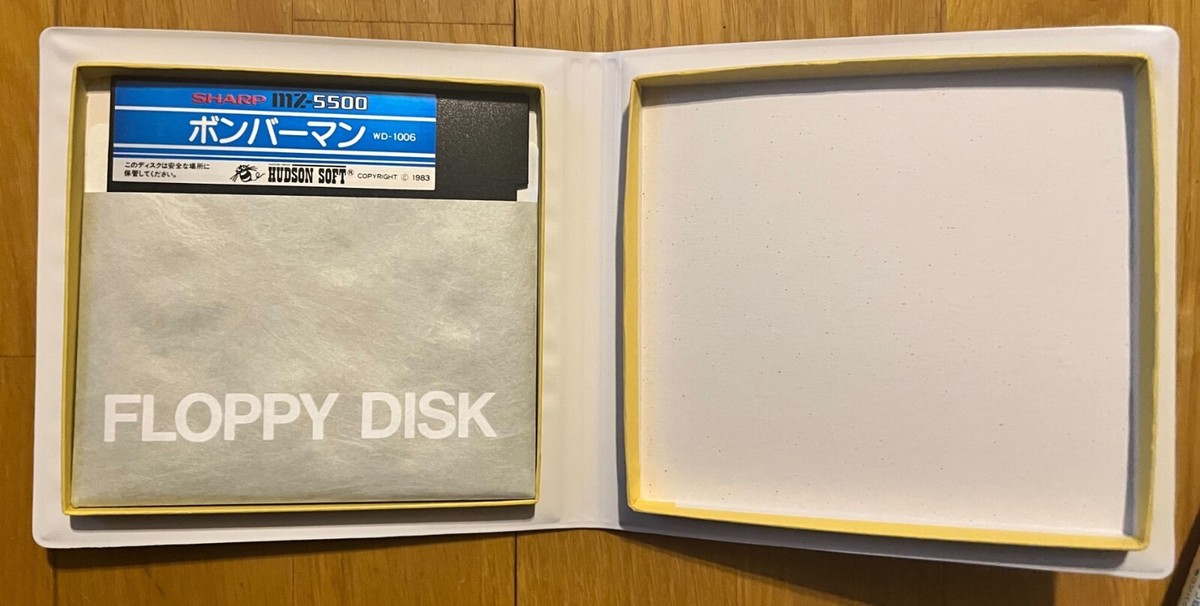 SHARP MZ-5500
ボンバーマン WD-1006
このディスクは安全な場所に
保管してください。
HUDSON SOFT® COPYRIGHT © 1983
FLOPPY DISK